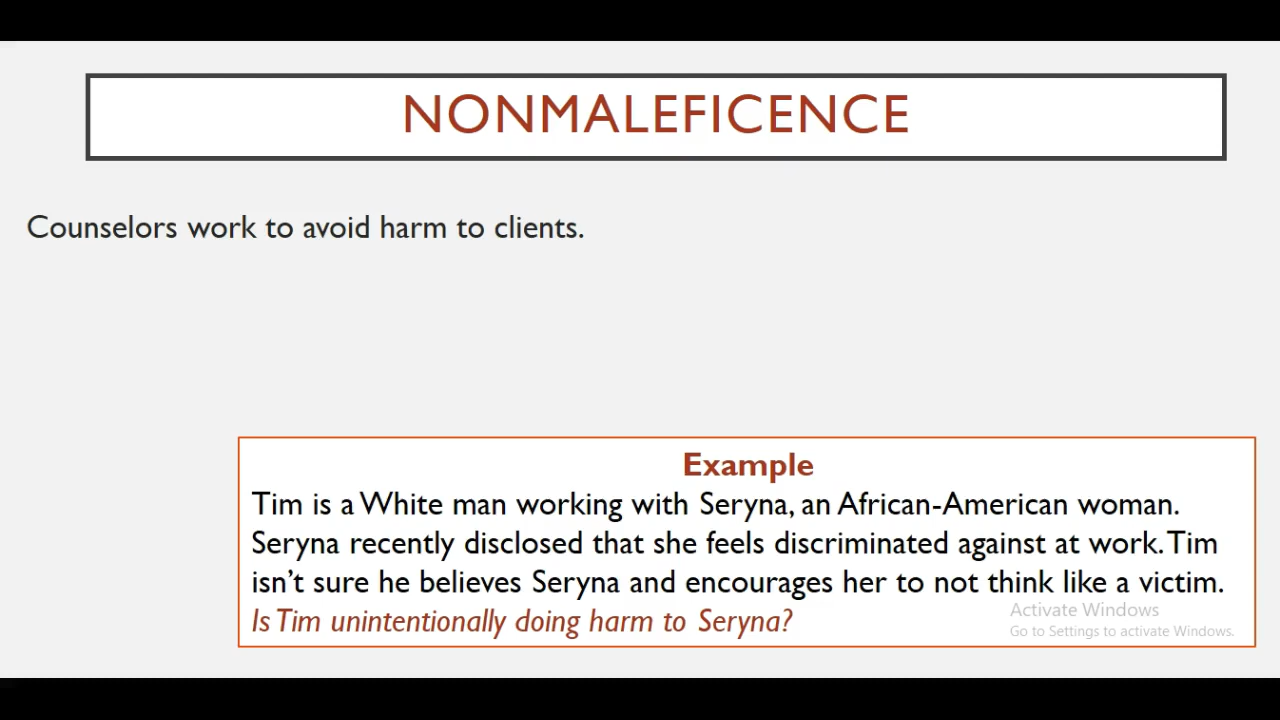 NONMALEFICENCE
Counselors work to avoid harm to clients.
Example
Tim is a White man working with Seryna, an African-American woman.
Seryna recently disclosed that she feels discriminated against at work. Tim
isn't sure he believes Seryna and encourages her to not think like a victim.
Is Tim unintentionally doing harm to Seryna?
Activate Windows
Go to Settings to activate Windows.